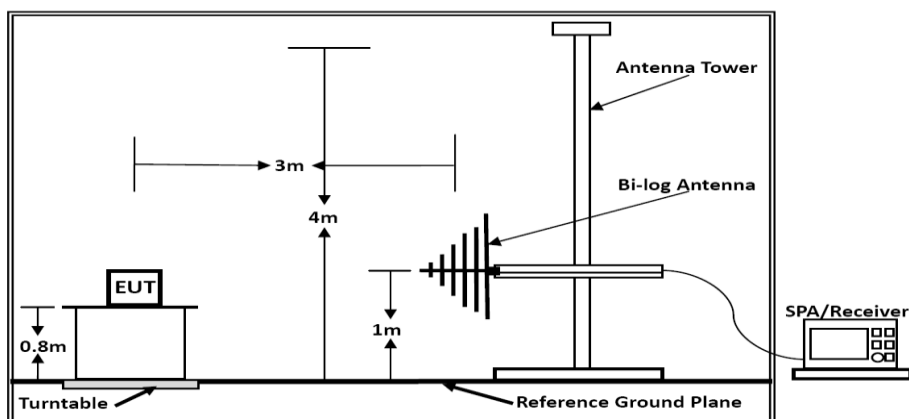 Antenna Tower
3m
Bi-log Antenna
4m
EUT
SPA/Receiver
0.8m
1m
Turntable
Reference Ground Plane